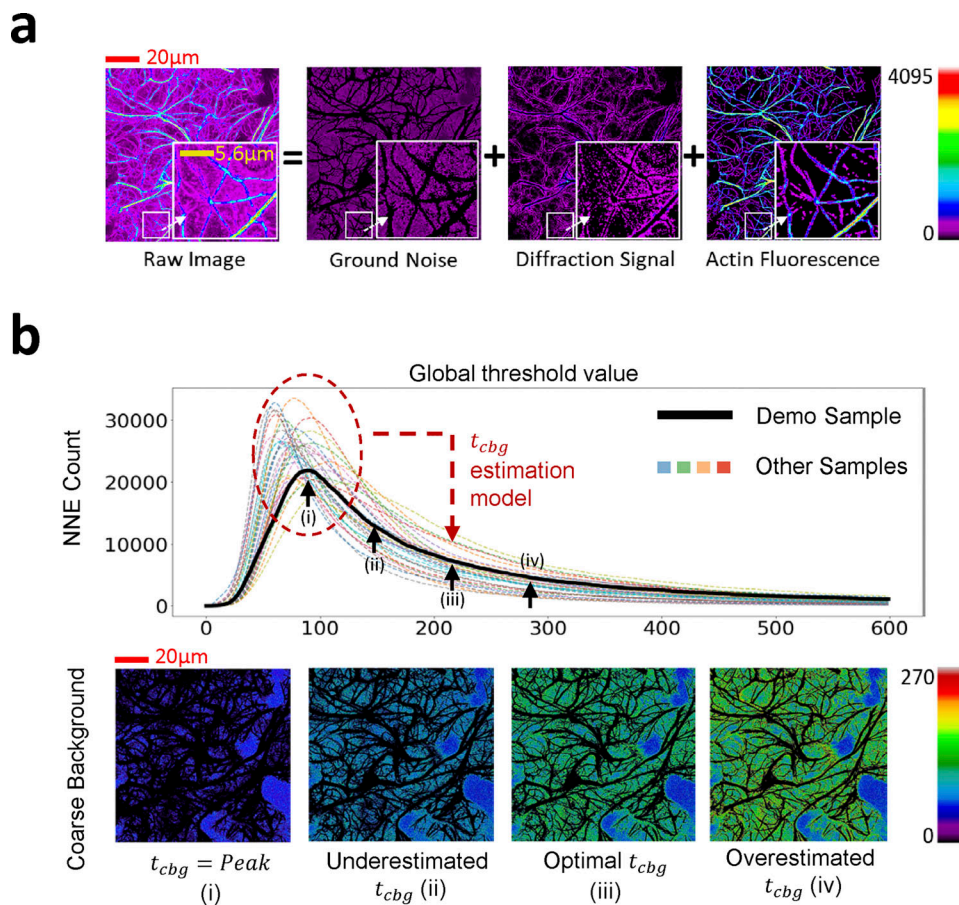 a
20μm
5.6μm
=
+
+
4095
0
Raw Image
Ground Noise
Diffraction Signal
Actin Fluorescence
b
Global threshold value
NNE Count
30000
20000
10000
0
Demo Sample
Other Samples
t_cbg
estimation
model
(i)
(ii)
(iii)
(iv)
0
100
200
300
400
500
600
20μm
Coarse Background
270
0
t_cbg = Peak
(i)
Underestimated
t_cbg (ii)
Optimal t_cbg
(iii)
Overestimated
t_cbg (iv)